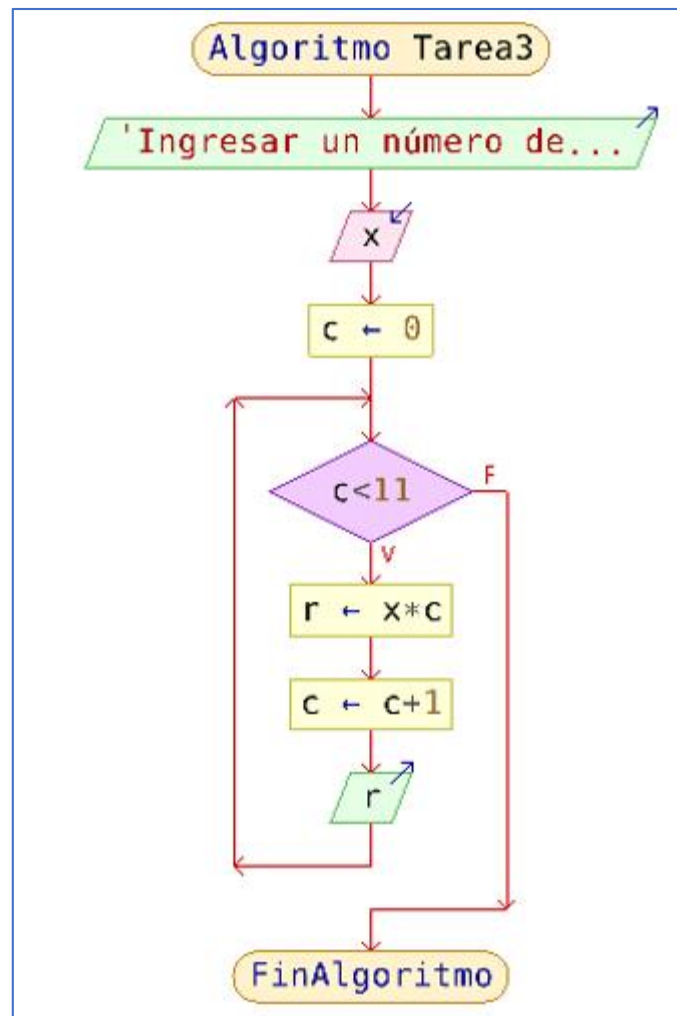 Algoritmo Tarea3
'Ingresar un número de...
x
c ← 0
c<11
F
V
r ← x*c
c ← c+1
r
FinAlgoritmo